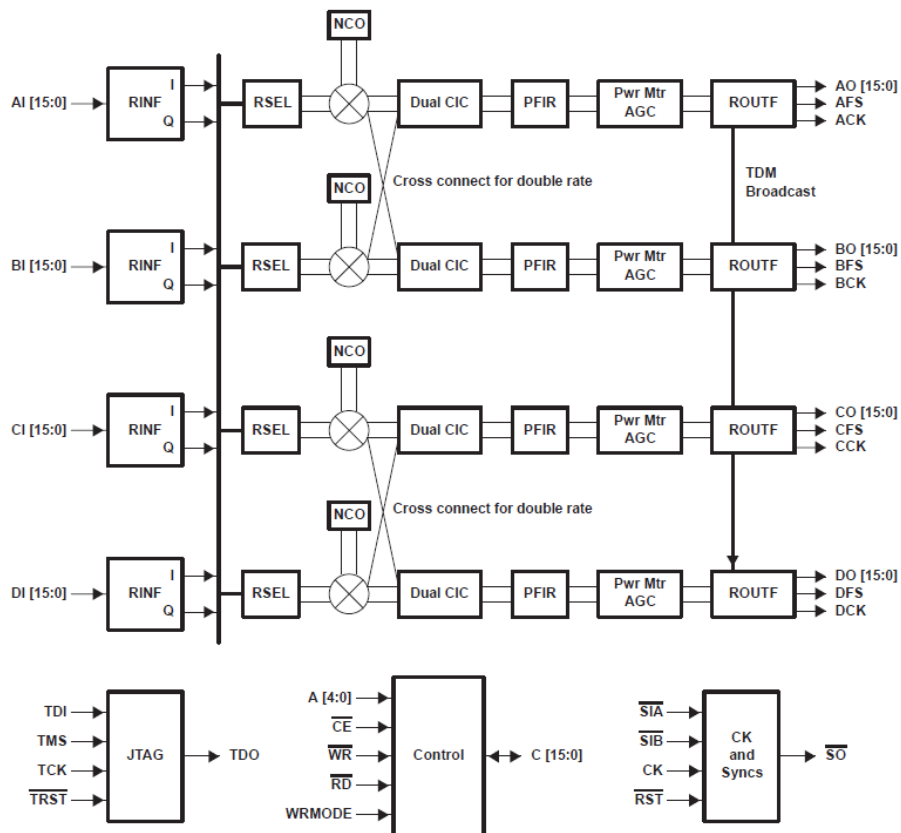 NCO
AI [15:0] RINF I Q RSEL Dual CIC PFIR Pwr Mtr AGC ROUTF AO [15:0] AFS ACK
Cross connect for double rate
TDM
Broadcast
NCO
BI [15:0] RINF I Q RSEL Dual CIC PFIR Pwr Mtr AGC ROUTF BO [15:0] BFS BCK
NCO
CI [15:0] RINF I Q RSEL Dual CIC PFIR Pwr Mtr AGC ROUTF CO [15:0] CFS CCK
Cross connect for double rate
NCO
DI [15:0] RINF I Q RSEL Dual CIC PFIR Pwr Mtr AGC ROUTF DO [15:0] DFS DCK
TDI
TMS
TCK
TRST
JTAG
TDO
A [4:0]
CE
WR
RD
WRMODE
Control
C [15:0]
SIA
SIB
CK
RST
CK
and
Syncs
SO